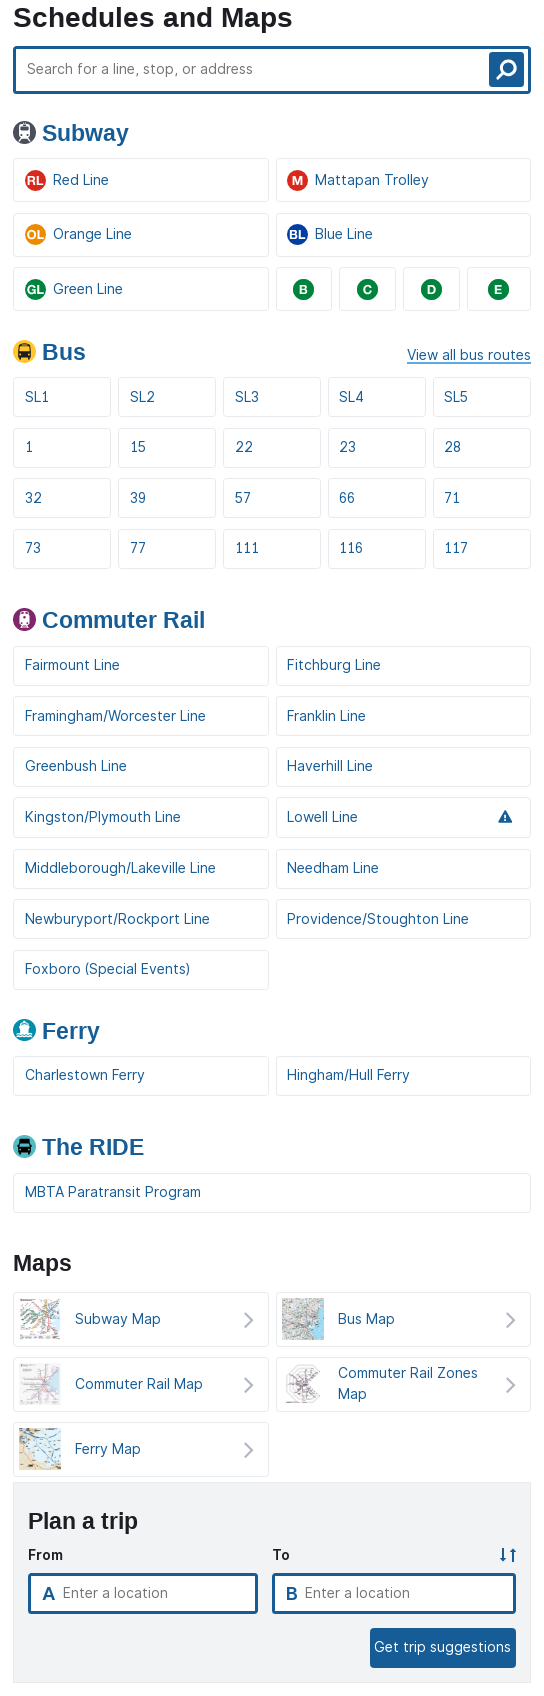 Schedules and Maps
Search for a line, stop, or address
Subway
RL Red Line
M Mattapan Trolley
OL Orange Line
BL Blue Line
GL Green Line
B
C
D
E
Bus
View all bus routes
SL1
SL2
SL3
SL4
SL5
1
15
22
23
28
32
39
57
66
71
73
77
111
116
117
Commuter Rail
Fairmount Line
Fitchburg Line
Framingham/Worcester Line
Franklin Line
Greenbush Line
Haverhill Line
Kingston/Plymouth Line
Lowell Line
Middleborough/Lakeville Line
Needham Line
Newburyport/Rockport Line
Providence/Stoughton Line
Foxboro (Special Events)
Ferry
Charlestown Ferry
Hingham/Hull Ferry
The RIDE
MBTA Paratransit Program
Maps
Subway Map
Bus Map
Commuter Rail Map
Commuter Rail Zones
Map
Ferry Map
Plan a trip
From
To
A Enter a location
B Enter a location
Get trip suggestions